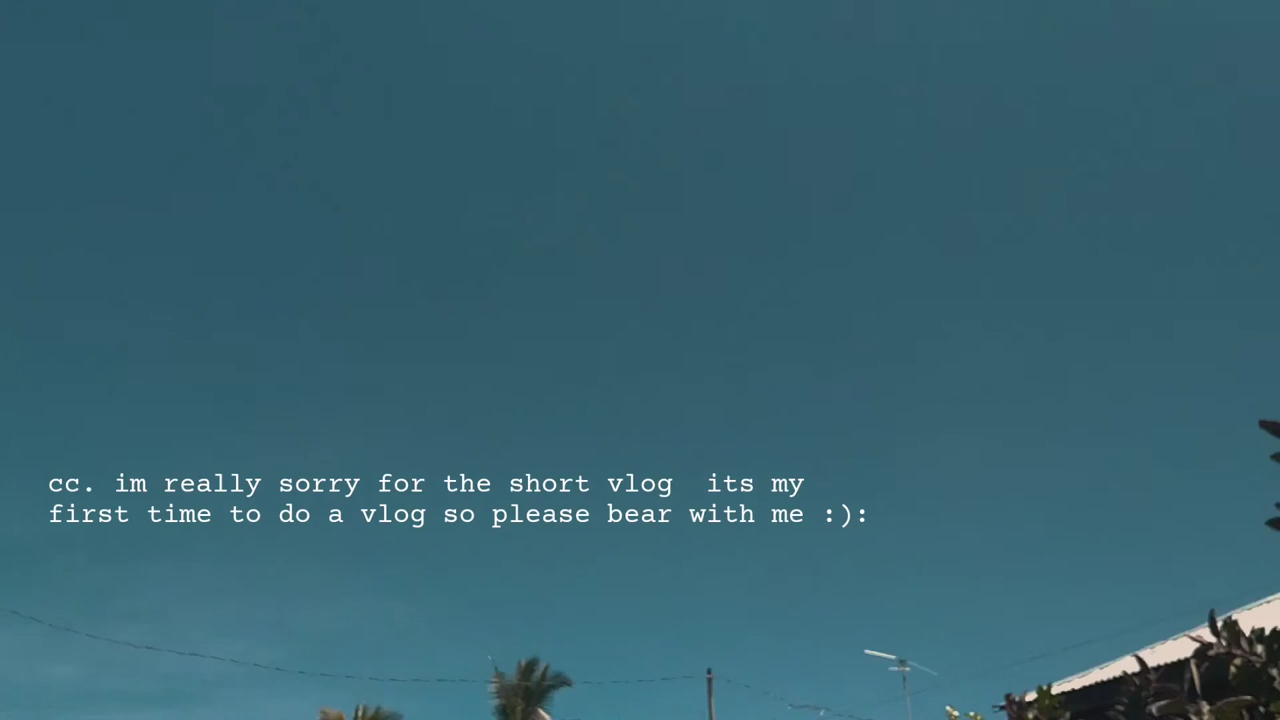 cc. im really sorry for the short vlog  its my
first time to do a vlog so please bear with me :):